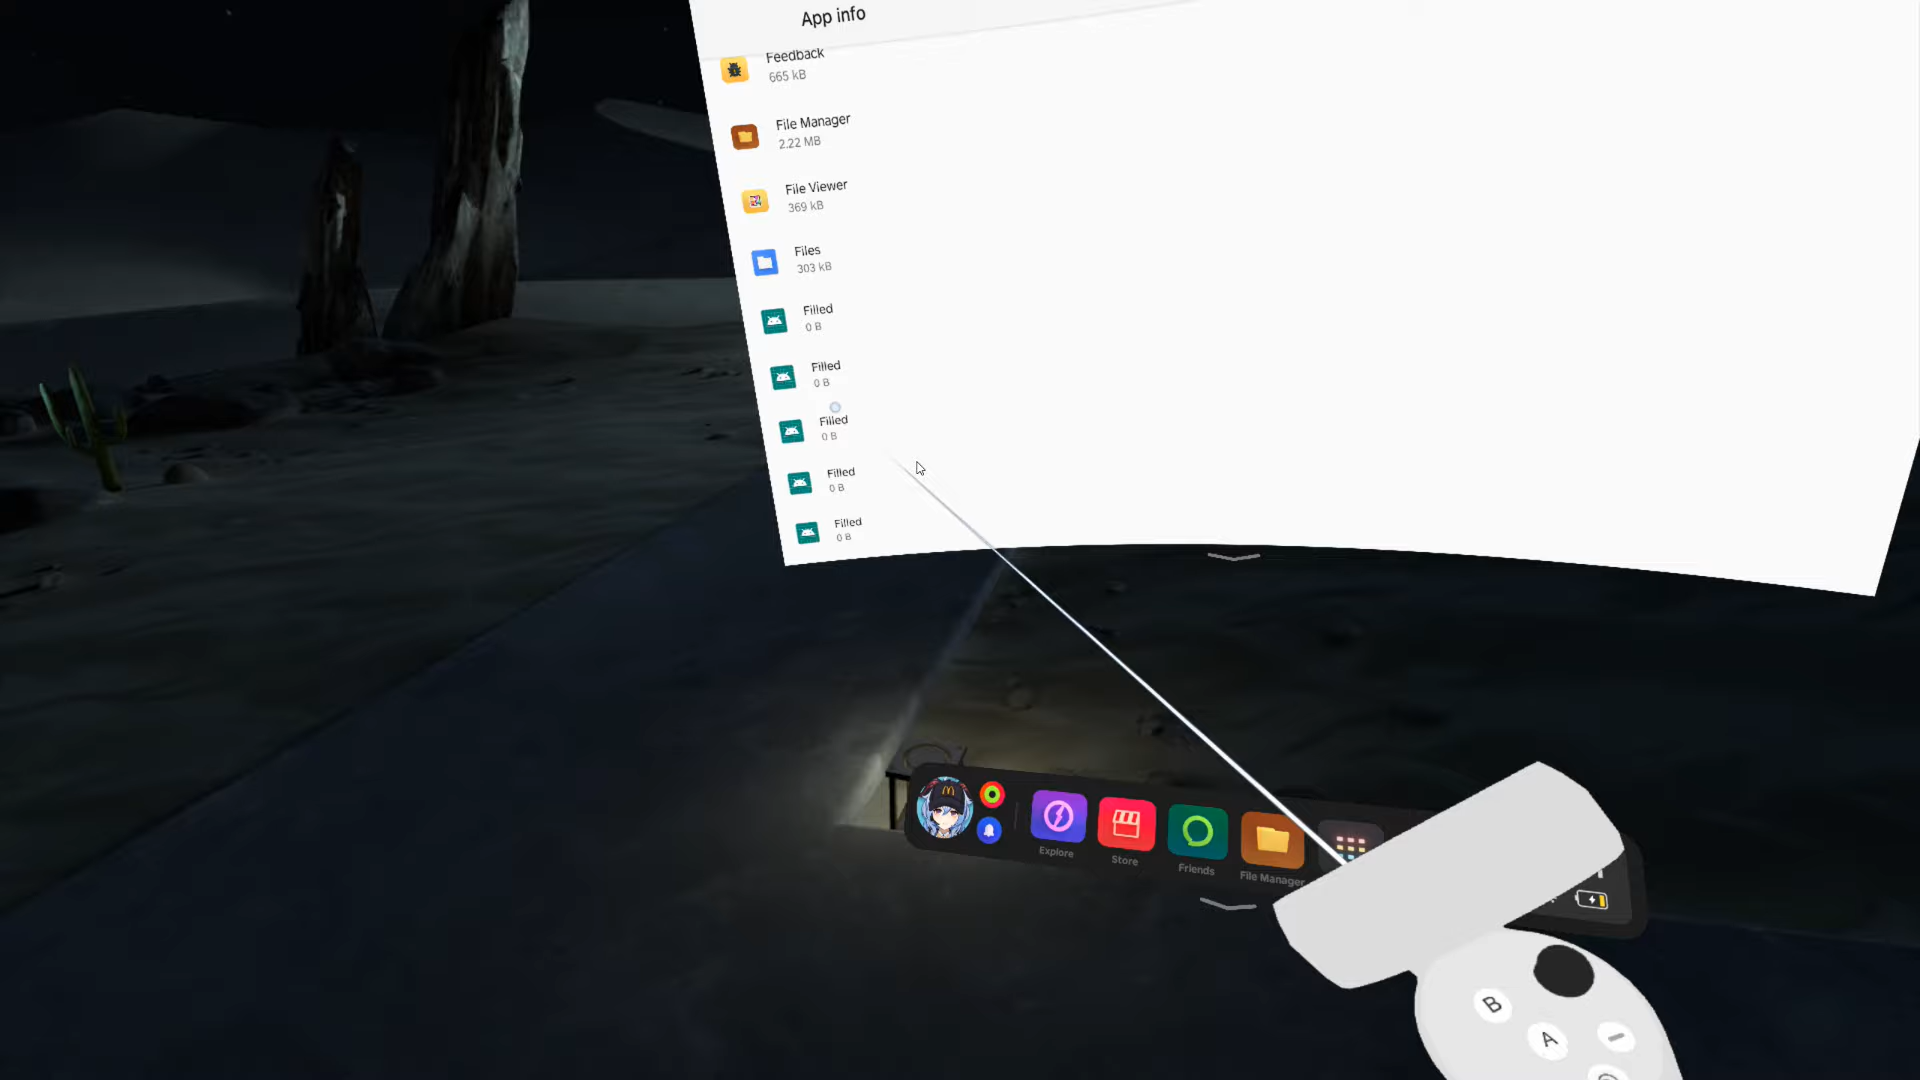 App info
Feedback
665 kB
File Manager
2.22 MB
File Viewer
369 kB
Files
303 kB
Filled
0 B
Filled
0 B
Filled
0 B
Filled
0 B
Filled
0 B
Explore
Store
Friends
File Manager
B
A